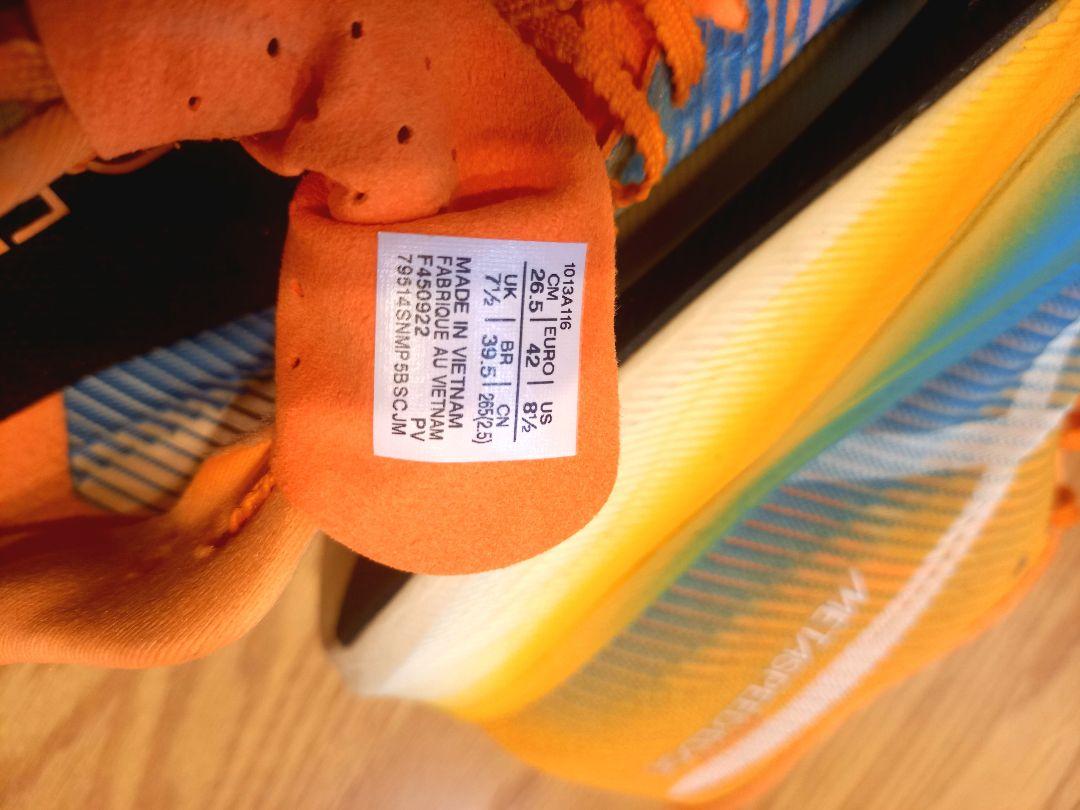 1013A116
CM | EURO | US
26.5 | 42 | 8½
UK | BR | CN
7½ | 39.5 | 265(2.5)
MADE IN VIETNAM
FABRIQUE AU VIETNAM
F450922 PV
79514SNMP5BSCJM
METASPEED